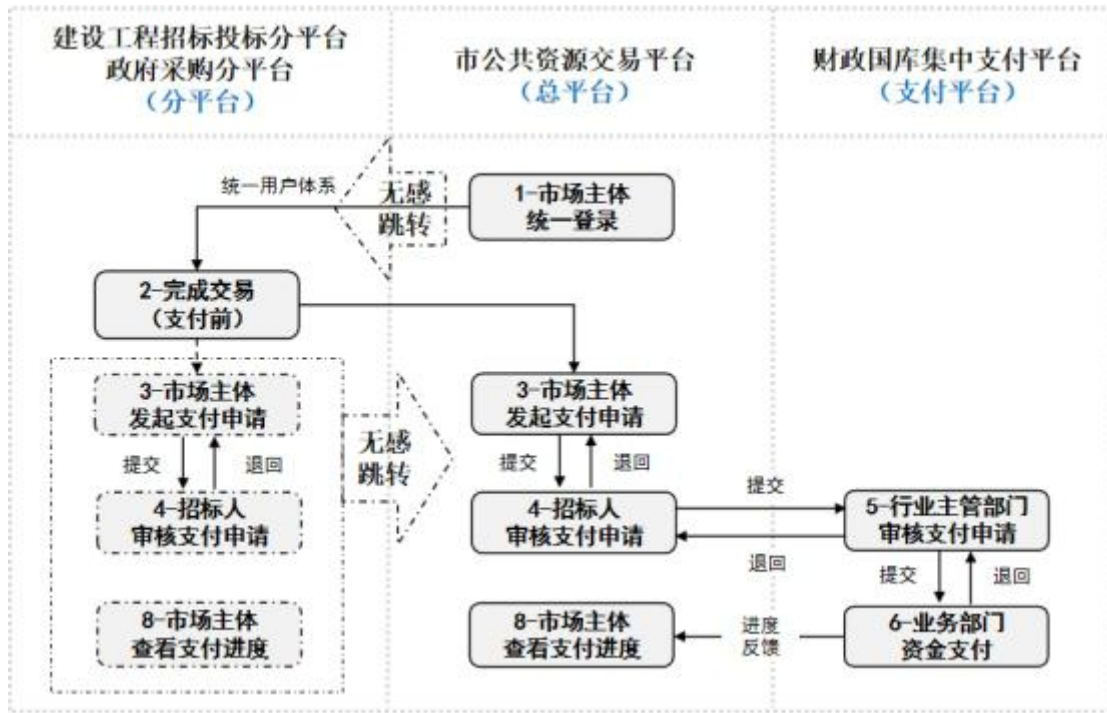 建设工程招标投标分平台
政府采购分平台
（分平台）
市公共资源交易平台
（总平台）
财政国库集中支付平台
（支付平台）
统一用户体系
无感
跳转
1-市场主体
统一登录
2-完成交易
（支付前）
3-市场主体
发起支付申请
提交
退回
4-招标人
审核支付申请
8-市场主体
查看支付进度
无感
跳转
3-市场主体
发起支付申请
提交
退回
4-招标人
审核支付申请
提交
退回
5-行业主管部门
审核支付申请
提交
退回
8-市场主体
查看支付进度
进度
反馈
6-业务部门
资金支付